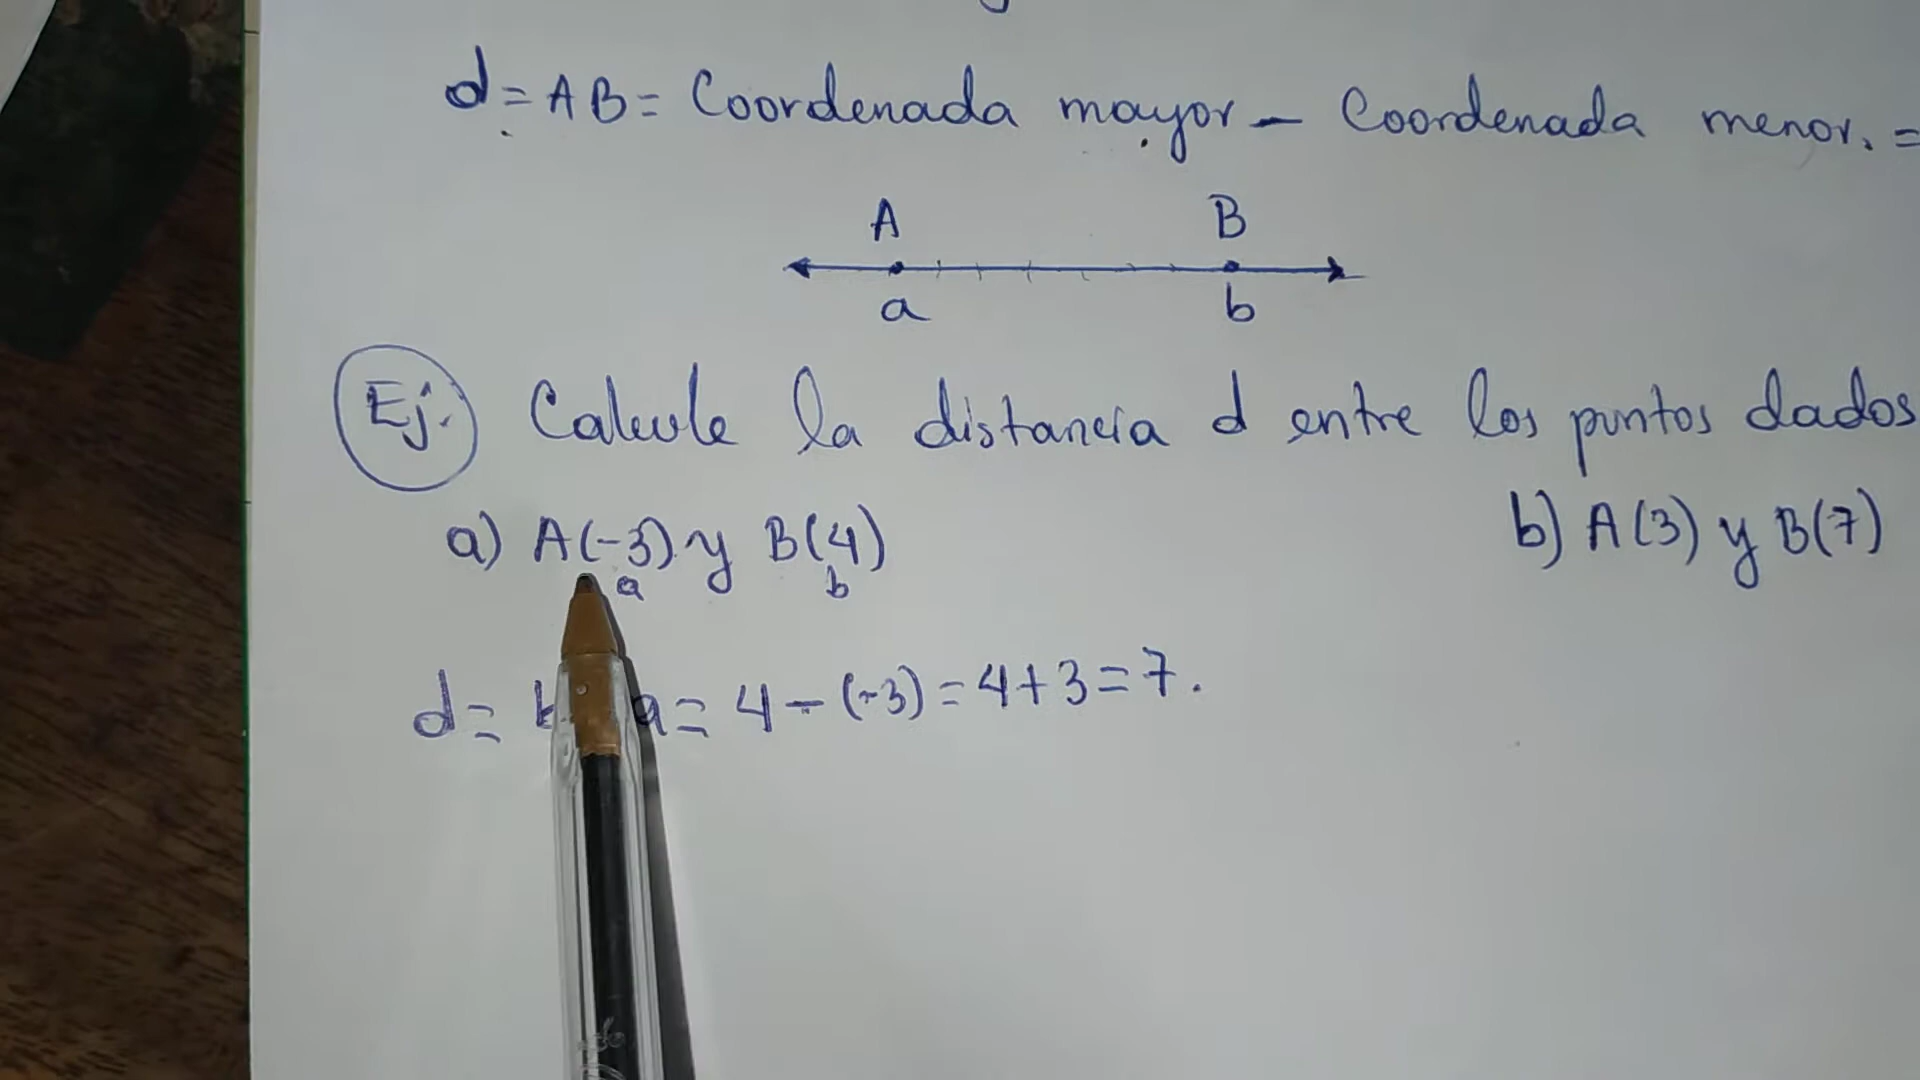 d = AB = Coordenada mayor - Coordenada menor. =
A B
a b
Ej. Calcule la distancia d entre los puntos dados
a) A(-3) y B(4) b) A(3) y B(7)
a b
d = a = 4 - (-3) = 4 + 3 = 7.